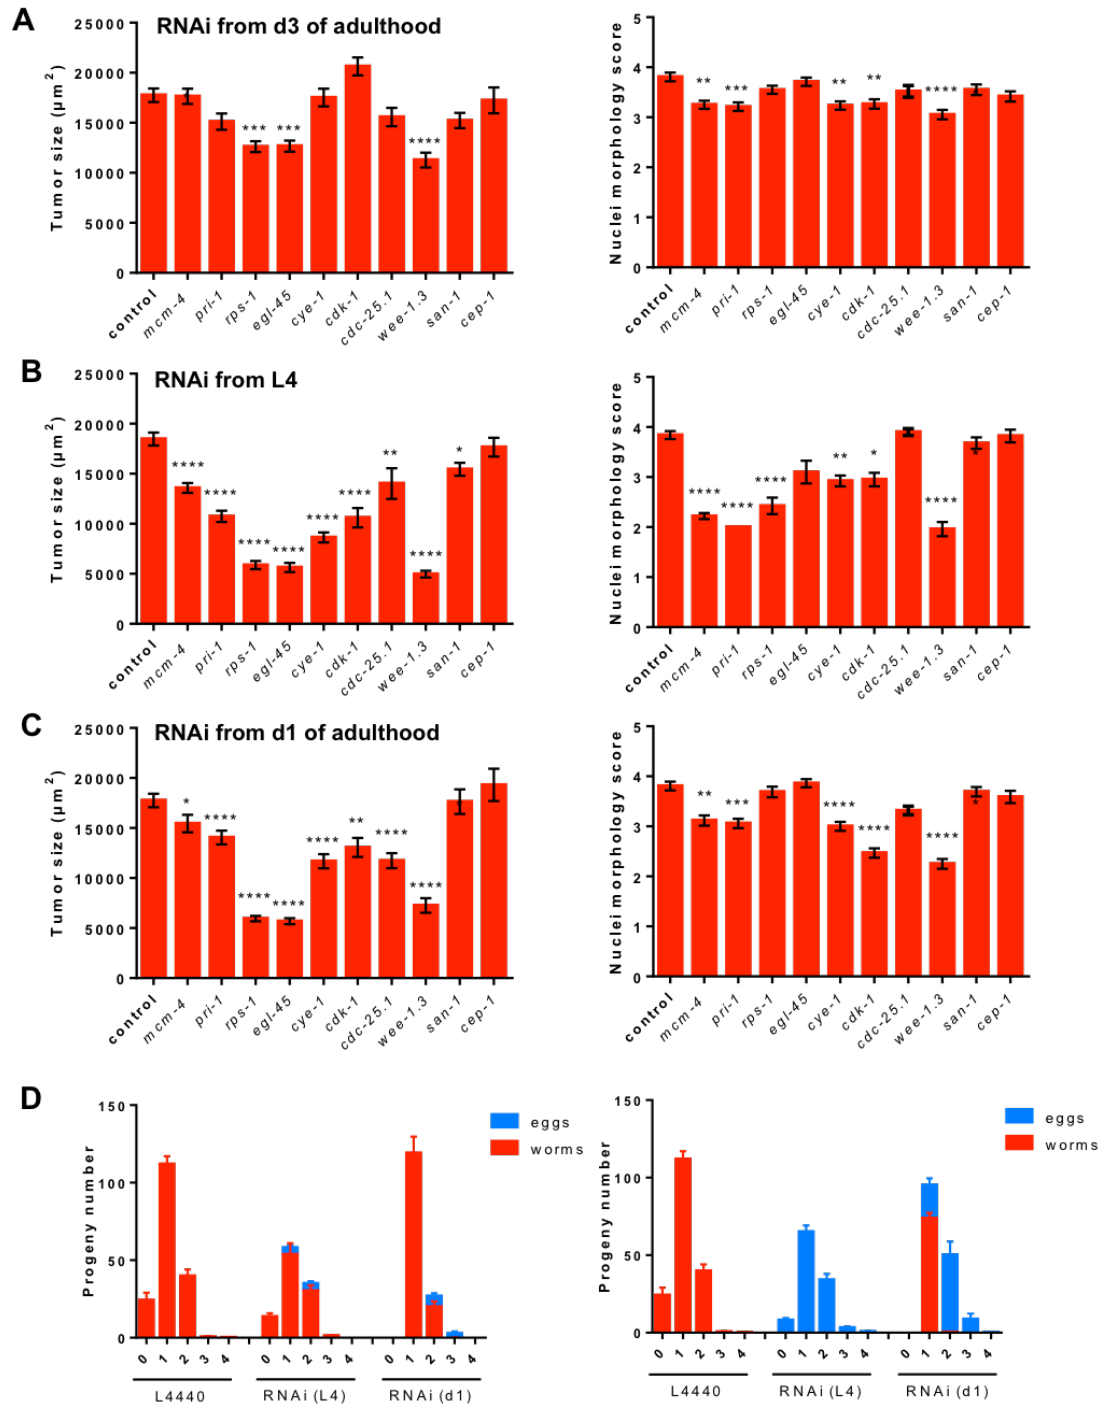 A
RNAi from d3 of adulthood
Tumor size (µm²)
25000
20000
15000
10000
5000
0
*** *** ****
control mcm-4 pri-1 rps-1 egl-45 cye-1 cdk-1 cdc-25.1 wee-1.3 san-1 cep-1
Nuclei morphology score
5
4
3
2
1
0
** *** ** ** ****
control mcm-4 pri-1 rps-1 egl-45 cye-1 cdk-1 cdc-25.1 wee-1.3 san-1 cep-1
B
RNAi from L4
Tumor size (µm²)
25000
20000
15000
10000
5000
0
**** **** **** **** **** **** ** **** *
control mcm-4 pri-1 rps-1 egl-45 cye-1 cdk-1 cdc-25.1 wee-1.3 san-1 cep-1
Nuclei morphology score
5
4
3
2
1
0
**** **** **** ** * **** *
control mcm-4 pri-1 rps-1 egl-45 cye-1 cdk-1 cdc-25.1 wee-1.3 san-1 cep-1
C
RNAi from d1 of adulthood
Tumor size (µm²)
25000
20000
15000
10000
5000
0
* **** **** **** **** ** **** ****
control mcm-4 pri-1 rps-1 egl-45 cye-1 cdk-1 cdc-25.1 wee-1.3 san-1 cep-1
Nuclei morphology score
5
4
3
2
1
0
** *** **** **** **** *
control mcm-4 pri-1 rps-1 egl-45 cye-1 cdk-1 cdc-25.1 wee-1.3 san-1 cep-1
D
Progeny number
150
100
50
0
eggs
worms
0 1 2 3 4 0 1 2 3 4 0 1 2 3 4
L4440 RNAi (L4) RNAi (d1)
Progeny number
150
100
50
0
eggs
worms
0 1 2 3 4 0 1 2 3 4 0 1 2 3 4
L4440 RNAi (L4) RNAi (d1)